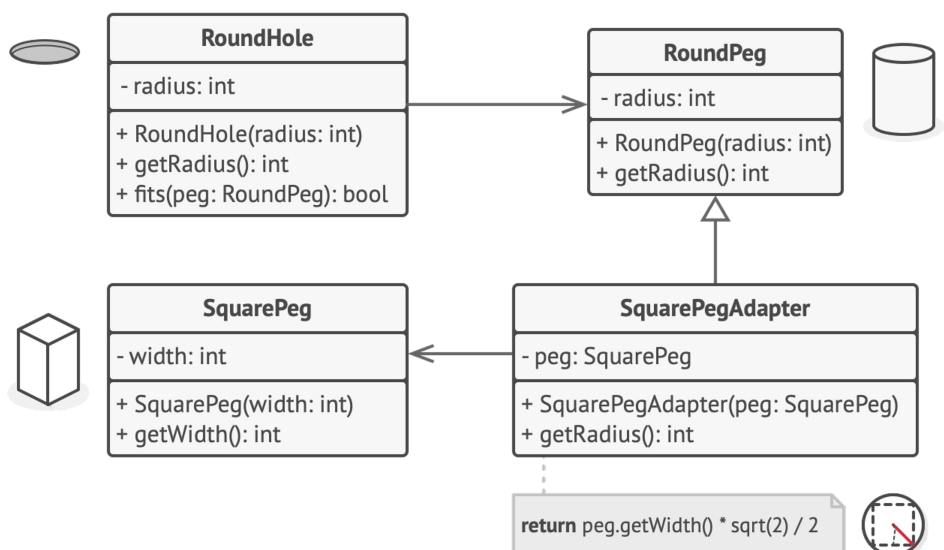 RoundHole
- radius: int
+ RoundHole(radius: int)
+ getRadius(): int
+ fits(peg: RoundPeg): bool
RoundPeg
- radius: int
+ RoundPeg(radius: int)
+ getRadius(): int
SquarePeg
- width: int
+ SquarePeg(width: int)
+ getWidth(): int
SquarePegAdapter
- peg: SquarePeg
+ SquarePegAdapter(peg: SquarePeg)
+ getRadius(): int
return peg.getWidth() * sqrt(2) / 2